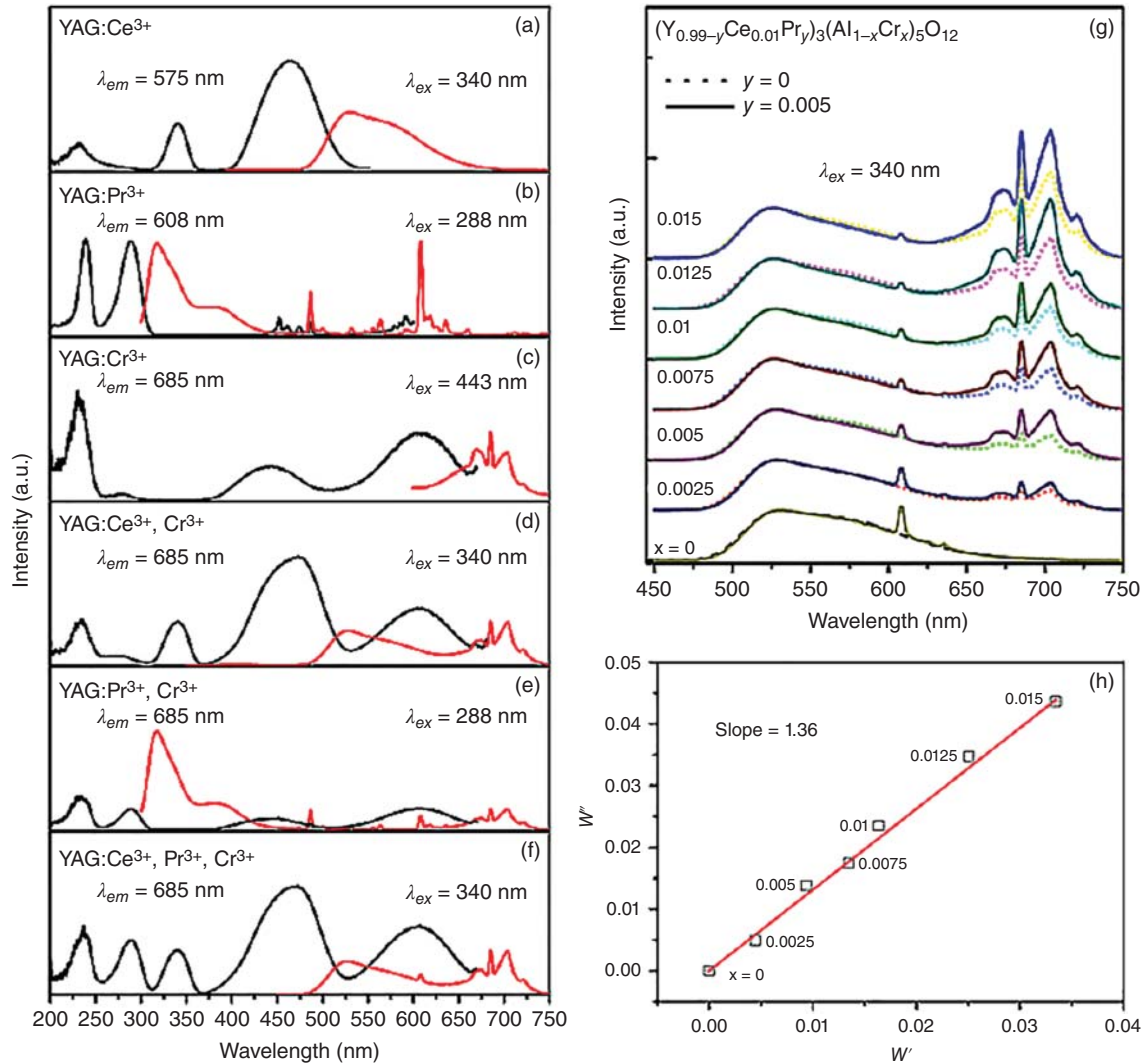 YAG:Ce³⁺ (a)
λem = 575 nm λex = 340 nm
YAG:Pr³⁺ (b)
λem = 608 nm λex = 288 nm
YAG:Cr³⁺ (c)
λem = 685 nm λex = 443 nm
YAG:Ce³⁺, Cr³⁺ (d)
λem = 685 nm λex = 340 nm
YAG:Pr³⁺, Cr³⁺ (e)
λem = 685 nm λex = 288 nm
YAG:Ce³⁺, Pr³⁺, Cr³⁺ (f)
λem = 685 nm λex = 340 nm
Intensity (a.u.)
200 250 300 350 400 450 500 550 600 650 700 750
Wavelength (nm)
(g)
(Y0.99–yCe0.01Pry)3(Al1–xCrx)5O12
y = 0
y = 0.005
λex = 340 nm
0.015
0.0125
0.01
0.0075
0.005
0.0025
x = 0
Intensity (a.u.)
450 500 550 600 650 700 750
Wavelength (nm)
(h)
0.05
0.04
0.03
0.02
0.01
0.00
W″
Slope = 1.36
0.015
0.0125
0.01
0.0075
0.005
0.0025
x = 0
0.00 0.01 0.02 0.03 0.04
W′